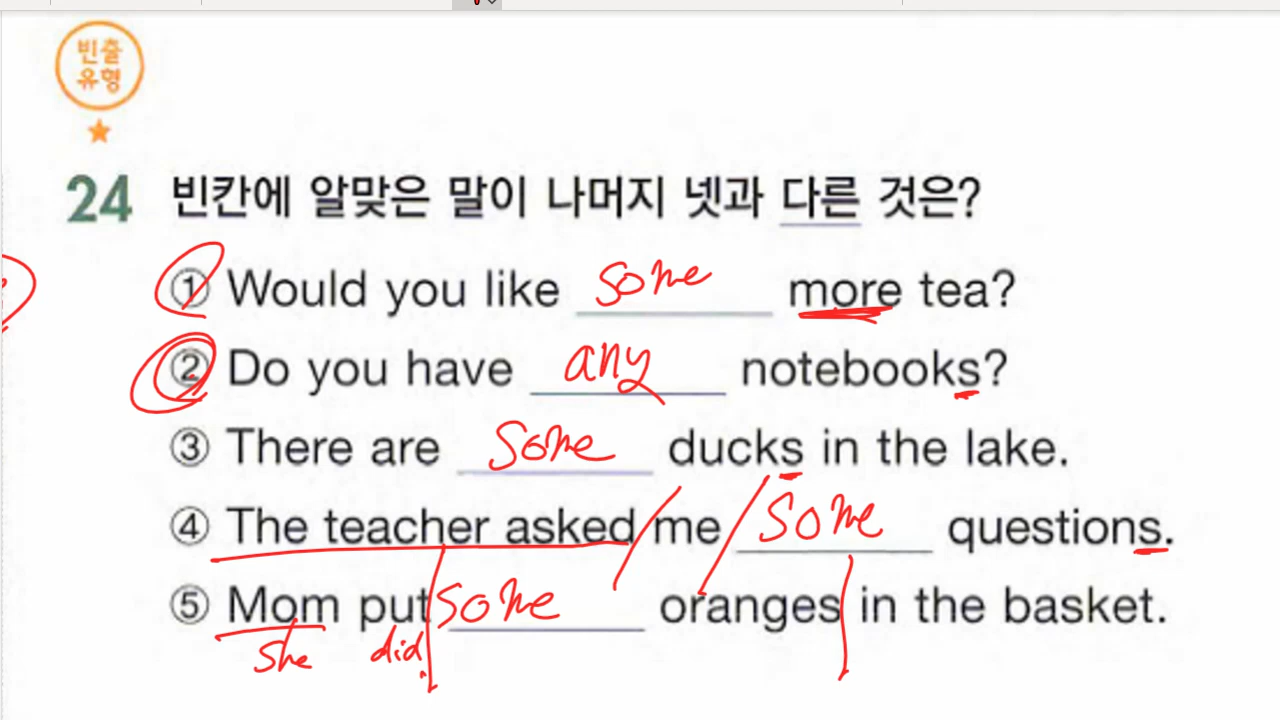 빈출
유형
24 빈칸에 알맞은 말이 나머지 넷과 다른 것은?
① Would you like some more tea?
② Do you have any notebooks?
③ There are some ducks in the lake.
④ The teacher asked me some questions.
⑤ Mom put some oranges in the basket.
She did.